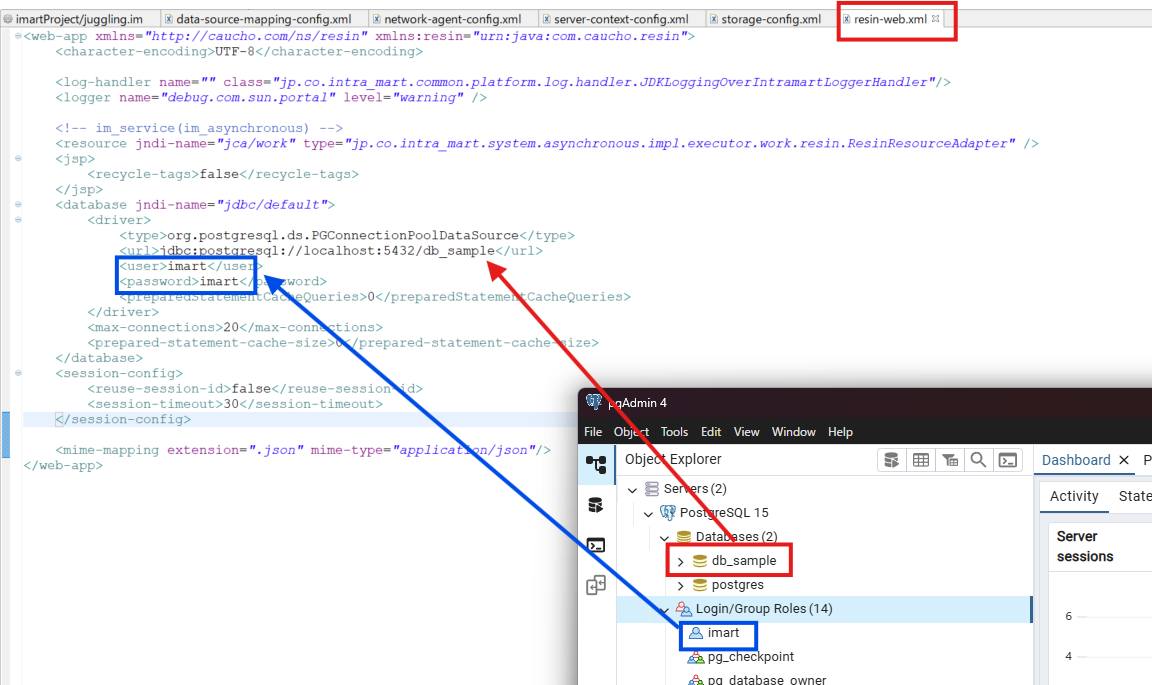 imartProject/juggling.im
data-source-mapping-config.xml
network-agent-config.xml
server-context-config.xml
storage-config.xml
resin-web.xml
<web-app xmlns="http://caucho.com/ns/resin" xmlns:resin="urn:java:com.caucho.resin">
<character-encoding>UTF-8</character-encoding>
<log-handler name="" class="jp.co.intra_mart.common.platform.log.handler.JDKLoggingOverIntramartLoggerHandler"/>
<logger name="debug.com.sun.portal" level="warning" />
<!-- im_service(im_asynchronous) -->
<resource jndi-name="jca/work" type="jp.co.intra_mart.system.asynchronous.impl.executor.work.resin.ResinResourceAdapter" />
<jsp>
<recycle-tags>false</recycle-tags>
</jsp>
<database jndi-name="jdbc/default">
<driver>
<type>org.postgresql.ds.PGConnectionPoolDataSource</type>
<url>jdbc:postgresql://localhost:5432/db_sample</url>
<user>imart</user>
<password>imart</password>
<preparedStatementCacheQueries>0</preparedStatementCacheQueries>
</driver>
<max-connections>20</max-connections>
<prepared-statement-cache-size>0</prepared-statement-cache-size>
</database>
<session-config>
<reuse-session-id>false</reuse-session-id>
<session-timeout>30</session-timeout>
</session-config>
<mime-mapping extension=".json" mime-type="application/json"/>
</web-app>
pgAdmin 4
File Object Tools Edit View Window Help
Object Explorer
Dashboard
Servers (2)
PostgreSQL 15
Databases (2)
db_sample
postgres
Login/Group Roles (14)
imart
pg_checkpoint
pg_database_owner
Activity
State
Server
sessions
6
4